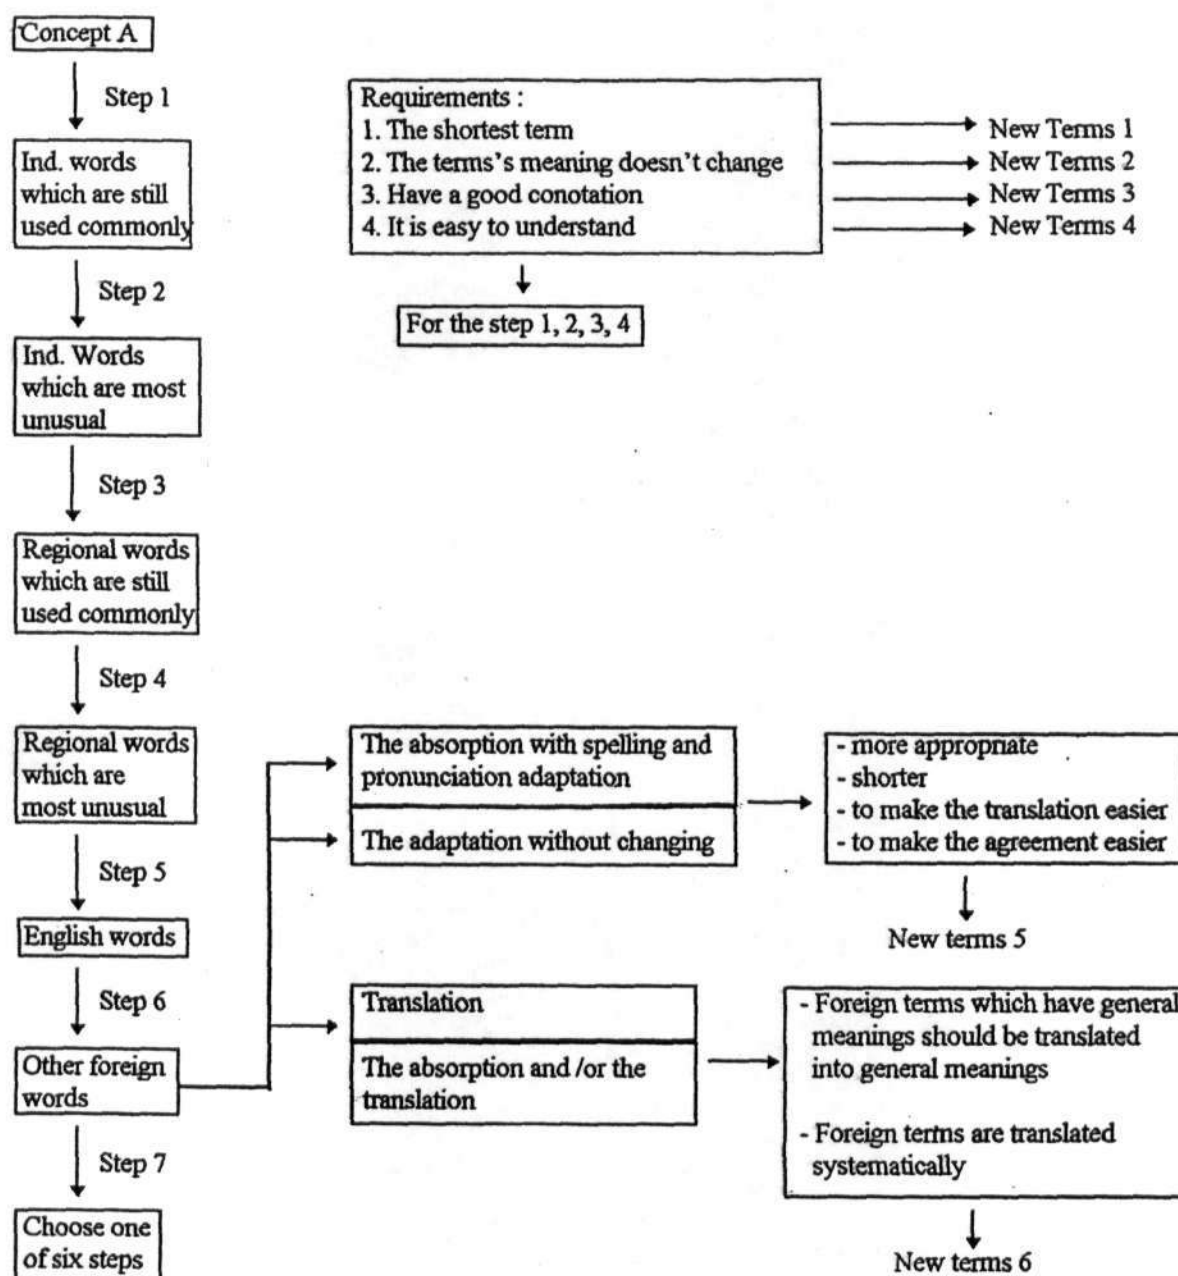 Concept A
Step 1
Ind. words
which are still
used commonly
Step 2
Ind. Words
which are most
unusual
Step 3
Regional words
which are still
used commonly
Step 4
Regional words
which are
most unusual
Step 5
English words
Step 6
Other foreign
words
Step 7
Choose one
of six steps
Requirements :
1. The shortest term
2. The terms's meaning doesn't change
3. Have a good conotation
4. It is easy to understand
New Terms 1
New Terms 2
New Terms 3
New Terms 4
For the step 1, 2, 3, 4
The absorption with spelling and
pronunciation adaptation
The adaptation without changing
- more appropriate
- shorter
- to make the translation easier
- to make the agreement easier
New terms 5
Translation
The absorption and /or the
translation
- Foreign terms which have general
meanings should be translated
into general meanings
- Foreign terms are translated
systematically
New terms 6